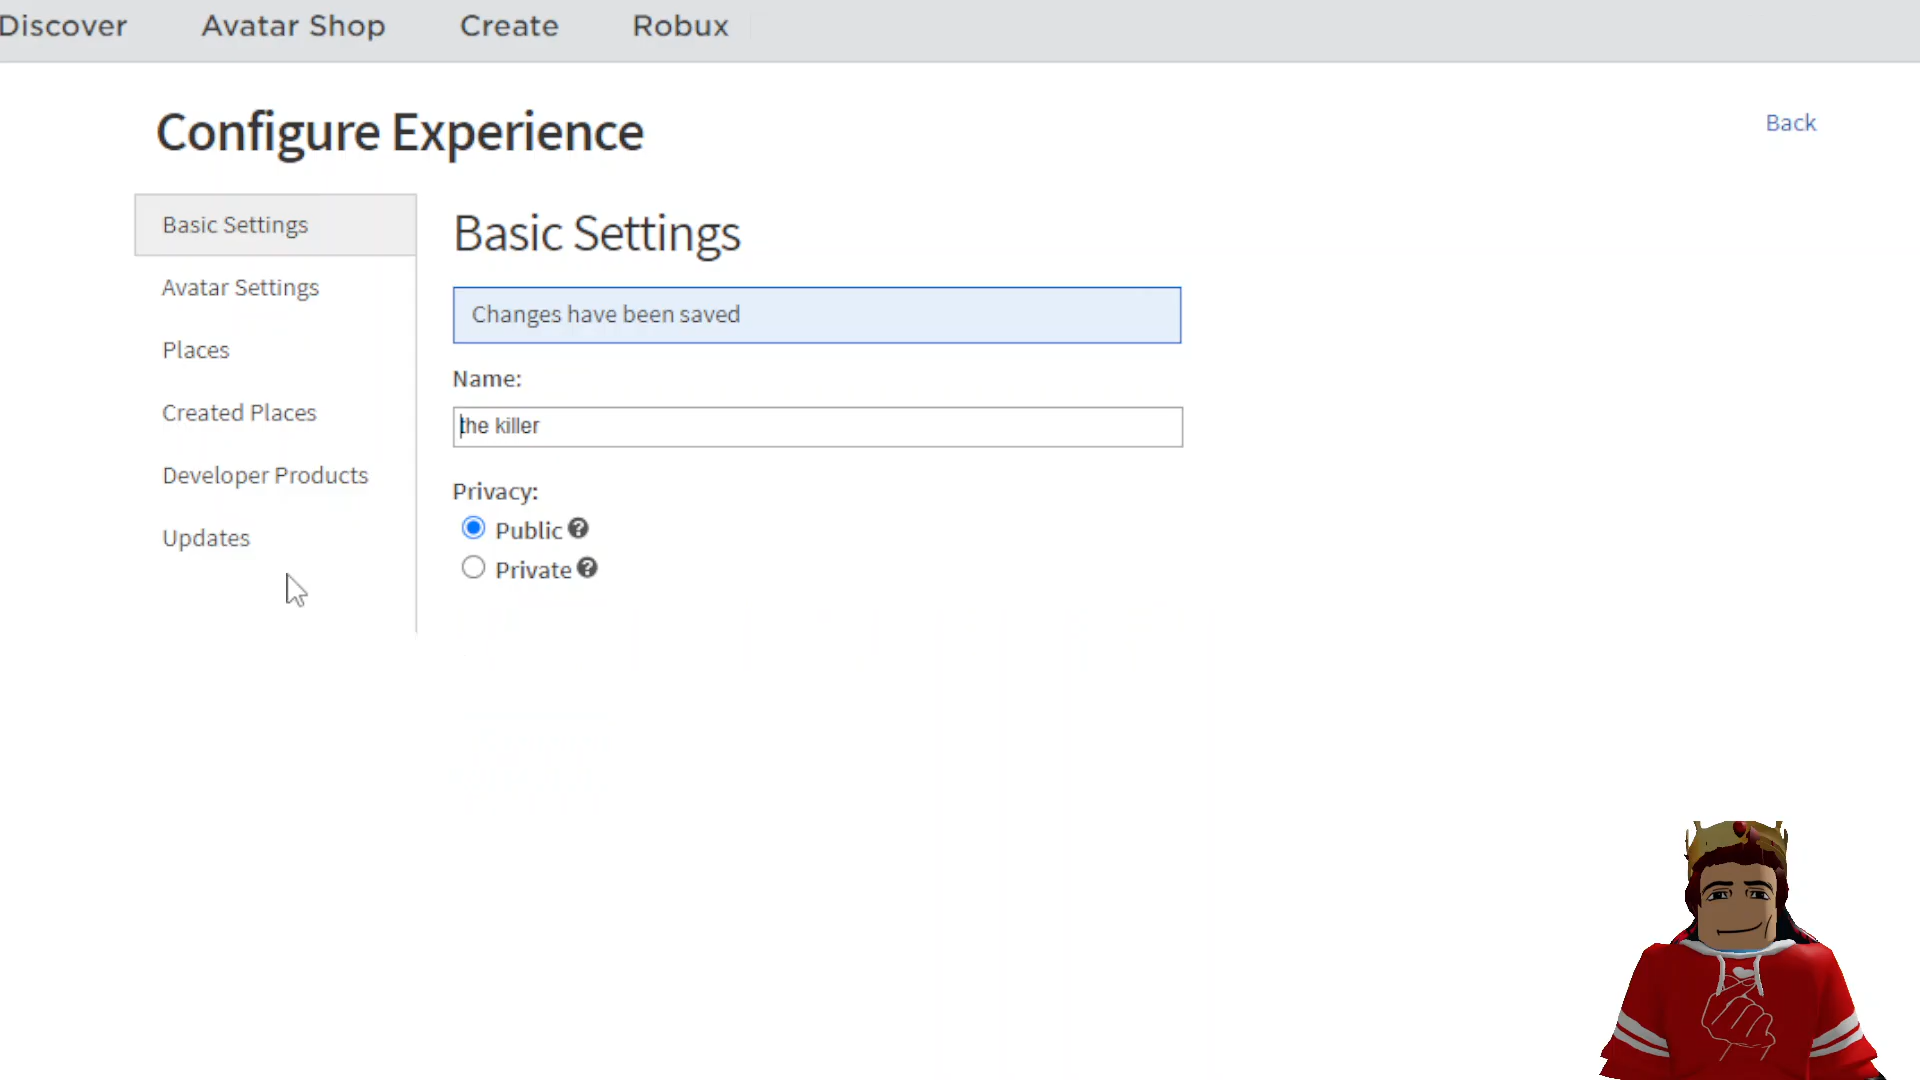 Discover Avatar Shop Create Robux
Configure Experience
Back
Basic Settings
Avatar Settings
Places
Created Places
Developer Products
Updates
Basic Settings
Changes have been saved
Name:
the killer
Privacy:
Public ?
Private ?